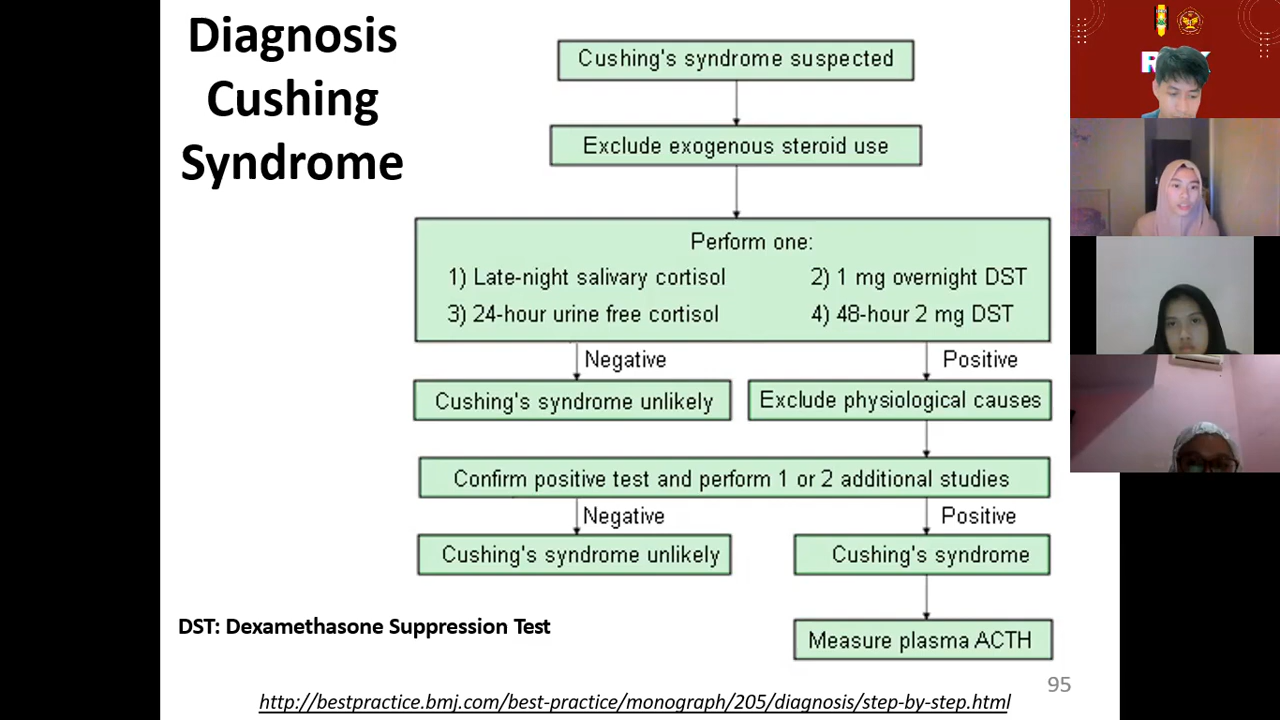 Diagnosis
Cushing
Syndrome
Cushing's syndrome suspected
Exclude exogenous steroid use
Perform one:
1) Late-night salivary cortisol
2) 1 mg overnight DST
3) 24-hour urine free cortisol
4) 48-hour 2 mg DST
Negative
Positive
Cushing's syndrome unlikely
Exclude physiological causes
Confirm positive test and perform 1 or 2 additional studies
Negative
Positive
Cushing's syndrome unlikely
Cushing's syndrome
Measure plasma ACTH
DST: Dexamethasone Suppression Test
95
http://bestpractice.bmj.com/best-practice/monograph/205/diagnosis/step-by-step.html